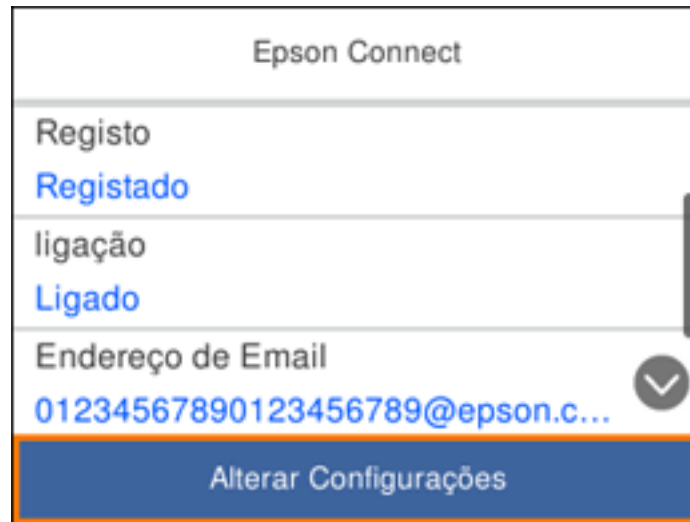 Epson Connect
Registo
Registado
ligação
Ligado
Endereço de Email
01234567890123456789@epson.c...
Alterar Configurações